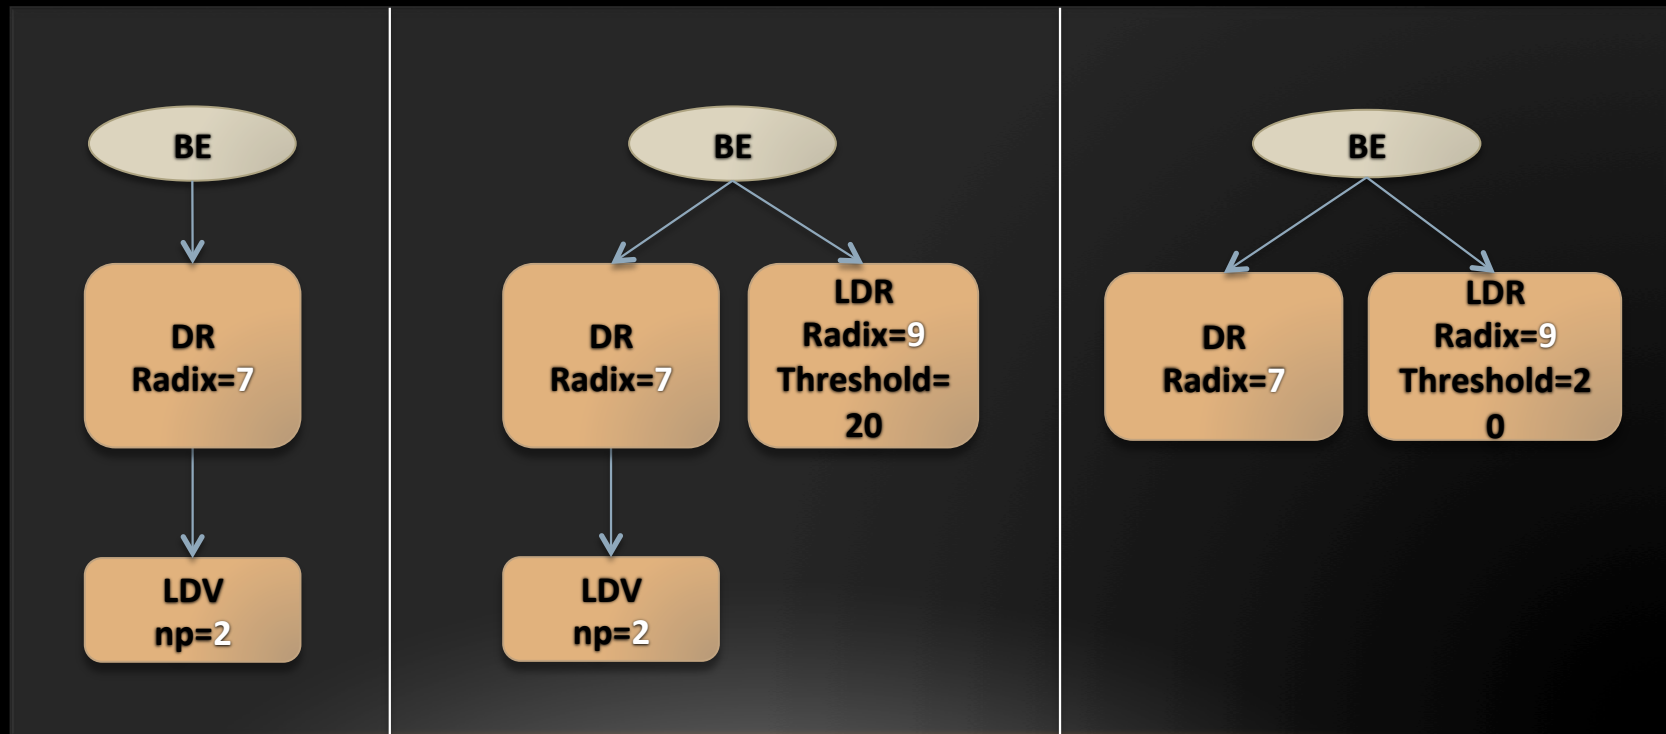 BE
DR
Radix=7
LDV
np=2
BE
DR
Radix=7
LDR
Radix=9
Threshold=
20
LDV
np=2
BE
DR
Radix=7
LDR
Radix=9
Threshold=2
0